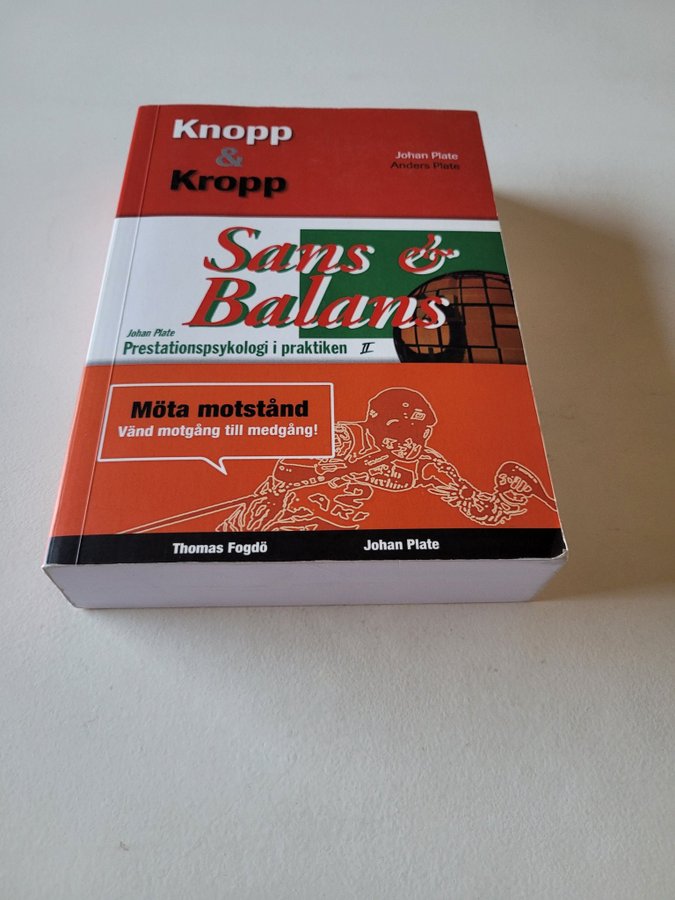 Knopp
&
Kropp
Johan Plate
Anders Plate
Sans &
Balans
Johan Plate
Prestationspsykologi i praktiken II
Möta motstånd
Vänd motgång till medgång!
Thomas Fogdö
Johan Plate